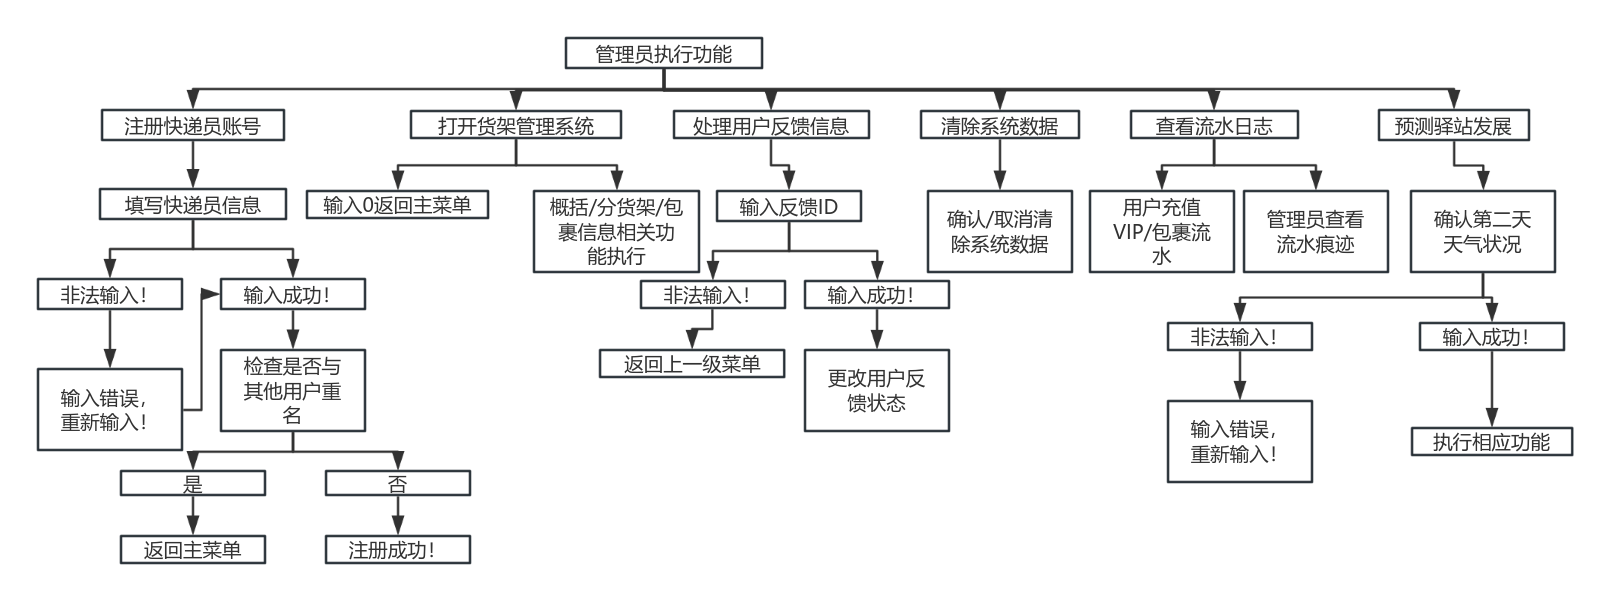 管理员执行功能
注册快递员账号
打开货架管理系统
处理用户反馈信息
清除系统数据
查看流水日志
预测驿站发展
填写快递员信息
输入0返回主菜单
概括/分货架/包
裹信息相关功
能执行
输入反馈ID
确认/取消清
除系统数据
用户充值
VIP/包裹流
水
管理员查看
流水痕迹
确认第二天
天气状况
非法输入！
输入成功！
非法输入！
输入成功！
非法输入！
输入成功！
输入错误，
重新输入！
检查是否与
其他用户重
名
返回上一级菜单
更改用户反
馈状态
输入错误，
重新输入！
执行相应功能
是
否
返回主菜单
注册成功！